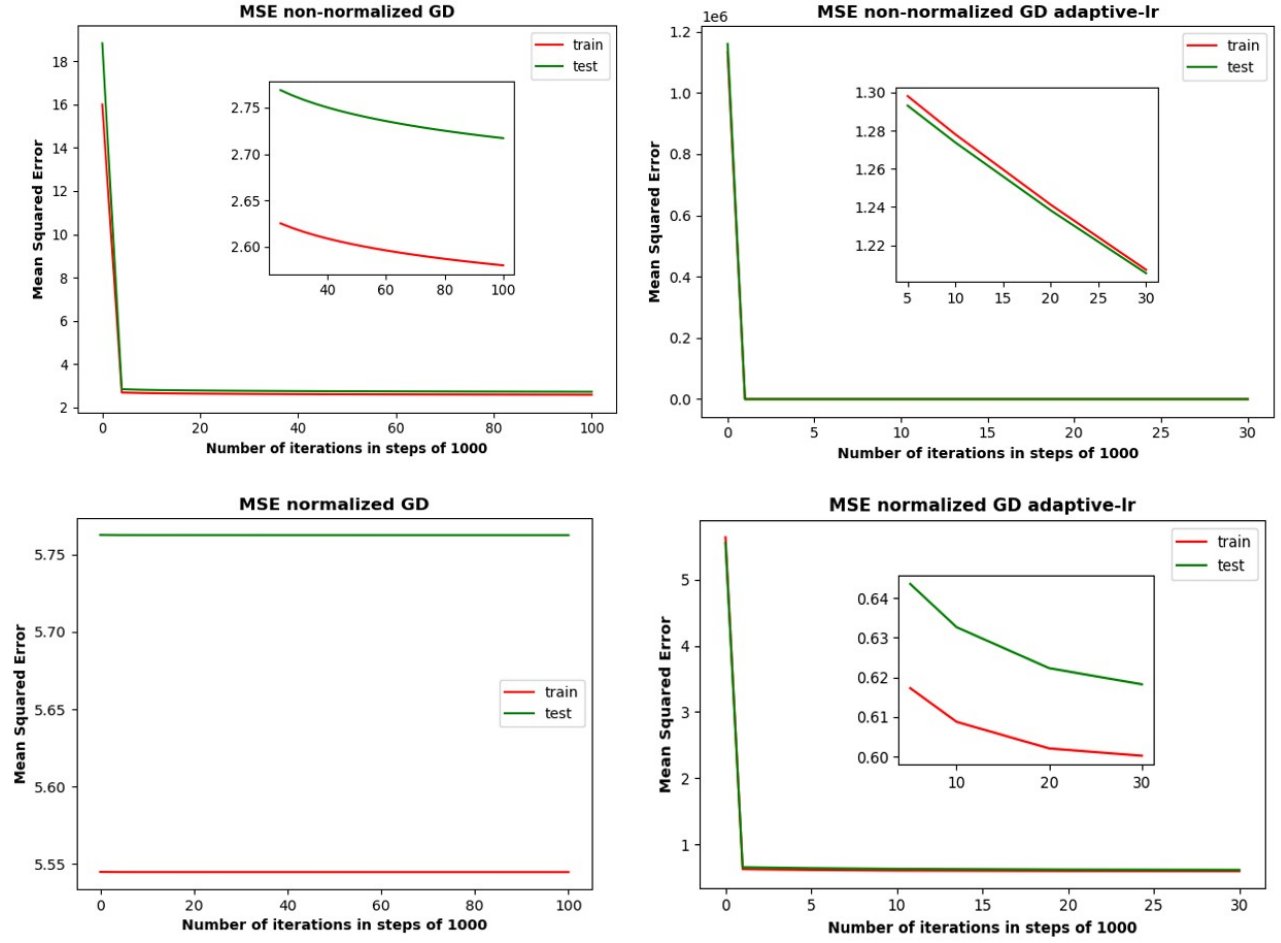 MSE non-normalized GD
Mean Squared Error
18
16
14
12
10
8
6
4
2
train
test
2.75
2.70
2.65
2.60
40 60 80 100
0 20 40 60 80 100
Number of iterations in steps of 1000
MSE non-normalized GD adaptive-lr
1e6
Mean Squared Error
1.2
1.0
0.8
0.6
0.4
0.2
0.0
train
test
1.30
1.28
1.26
1.24
1.22
5 10 15 20 25 30
0 5 10 15 20 25 30
Number of iterations in steps of 1000
MSE normalized GD
Mean Squared Error
5.75
5.70
5.65
5.60
5.55
train
test
0 20 40 60 80 100
Number of iterations in steps of 1000
MSE normalized GD adaptive-lr
Mean Squared Error
5
4
3
2
1
train
test
0.64
0.63
0.62
0.61
0.60
10 20 30
0 5 10 15 20 25 30
Number of iterations in steps of 1000